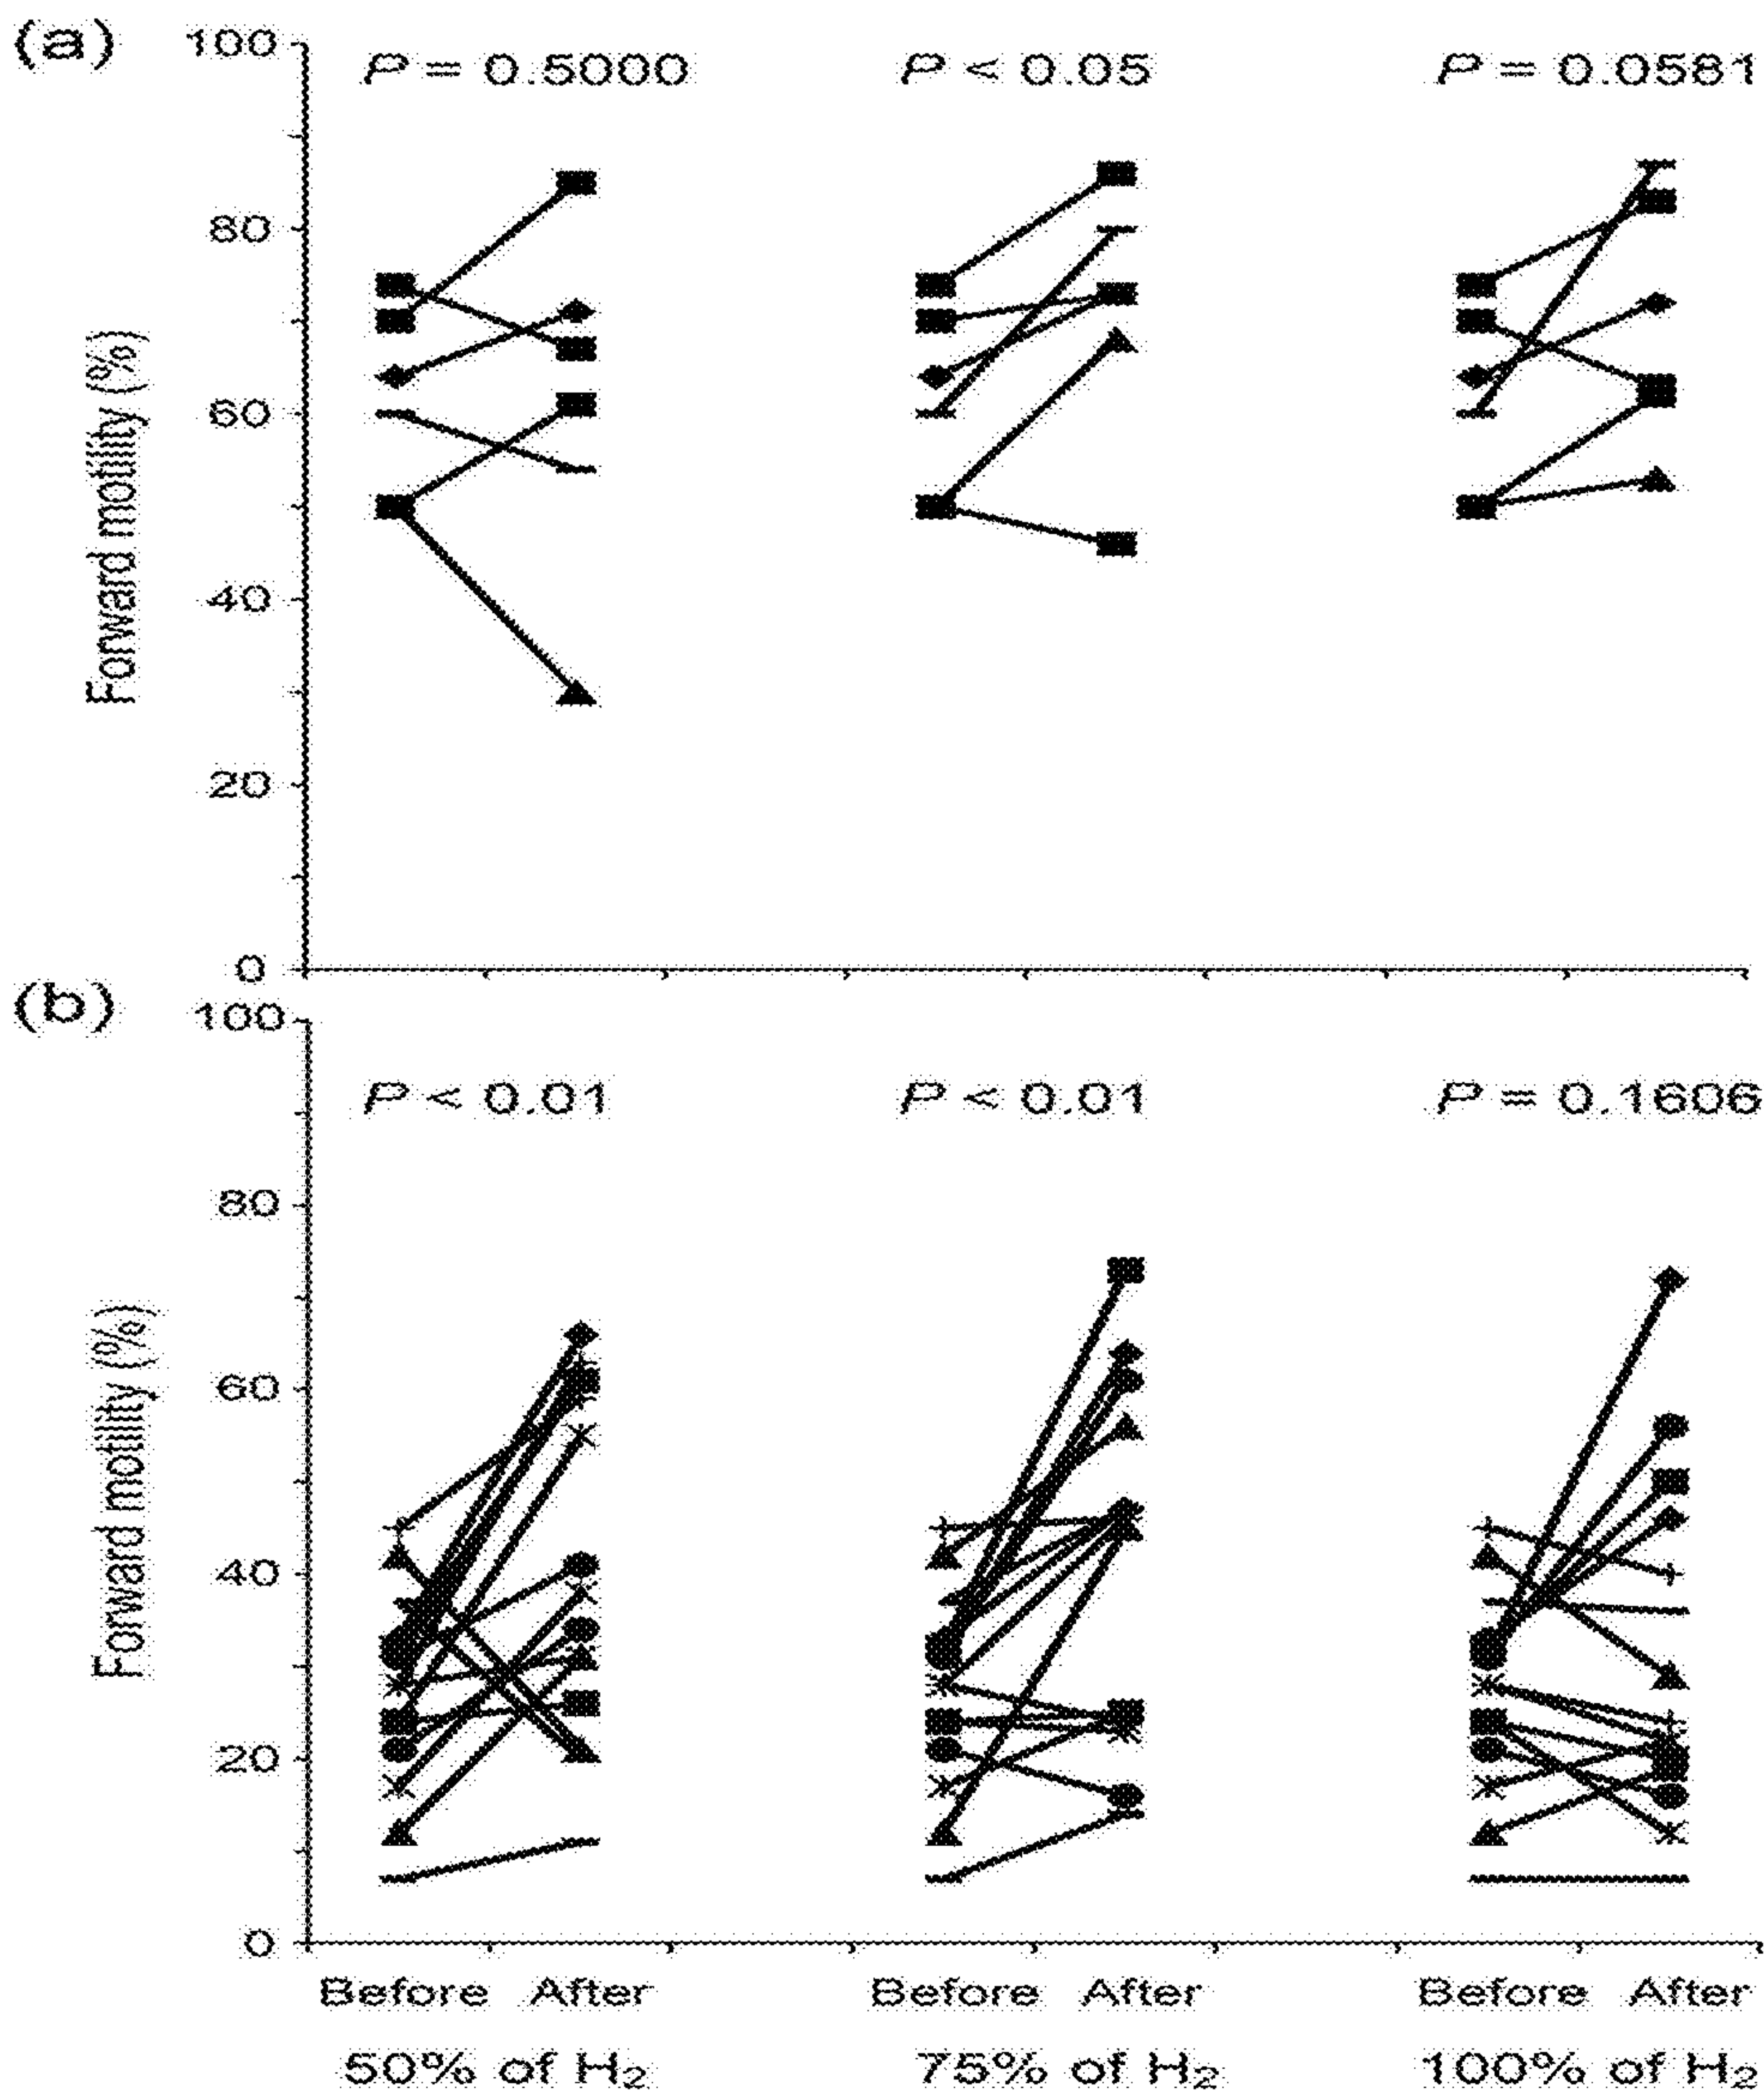 (a)
100
P = 0.5000 P < 0.05 P = 0.0581
80
60
40
20
0
Forward motility (%)
(b)
100
P < 0.01 P < 0.01 P = 0.1606
80
60
40
20
0
Forward motility (%)
Before After Before After Before After
50% of H₂ 75% of H₂ 100% of H₂